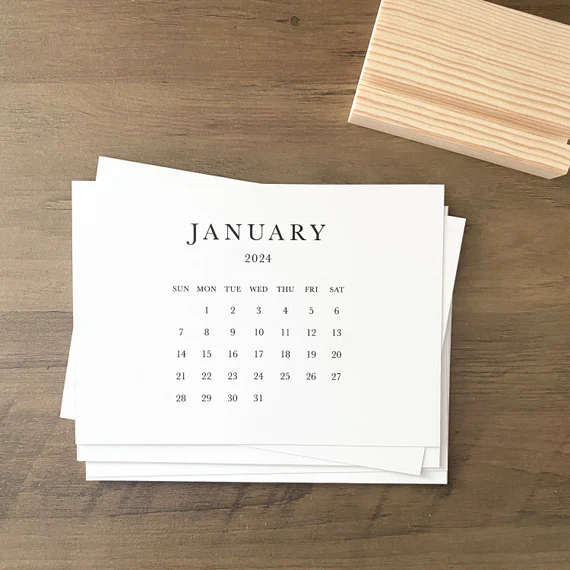 JANUARY
2024
SUN MON TUE WED THU FRI SAT
1 2 3 4 5 6
7 8 9 10 11 12 13
14 15 16 17 18 19 20
21 22 23 24 25 26 27
28 29 30 31